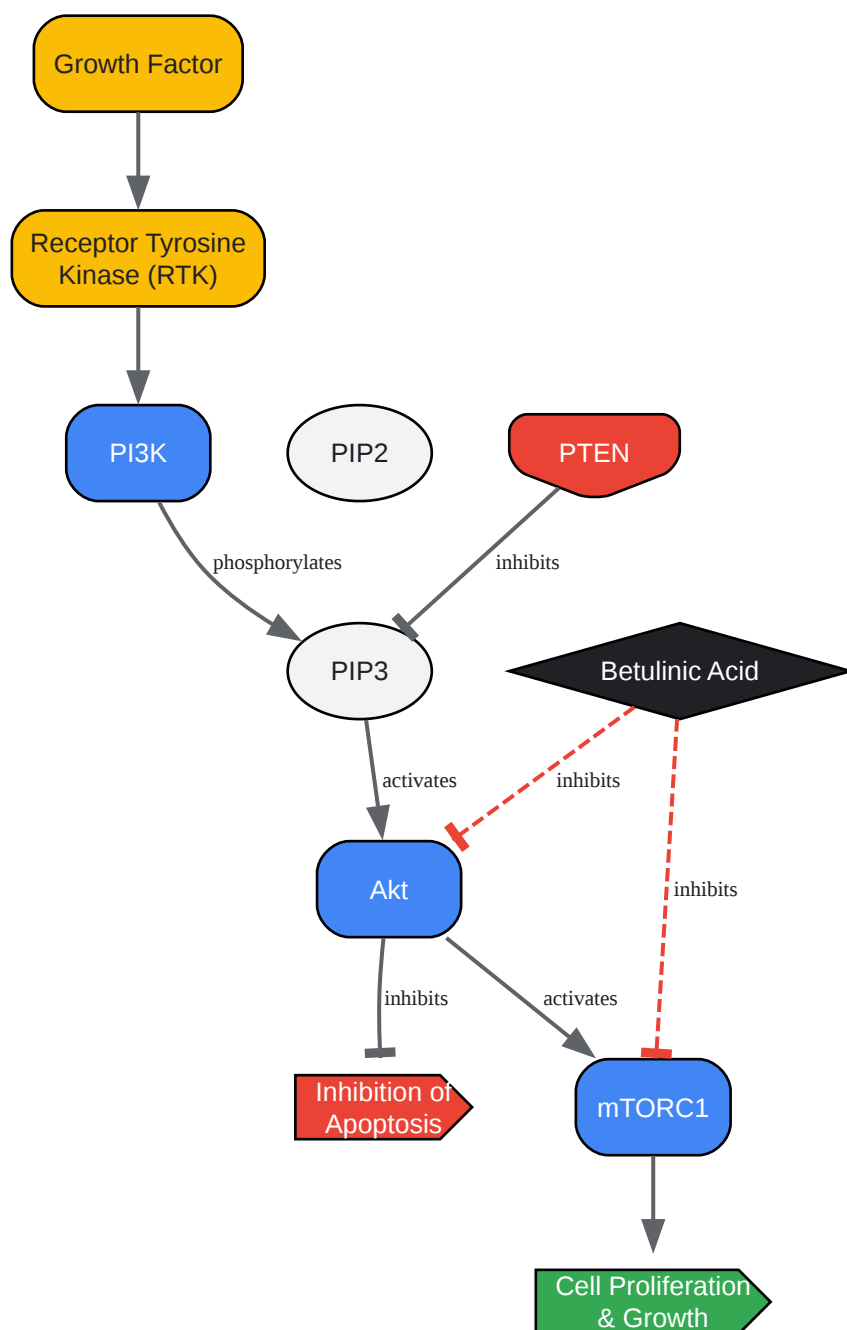 Growth Factor
Receptor Tyrosine
Kinase (RTK)
PI3K
PIP2
PTEN
phosphorylates
inhibits
PIP3
Betulinic Acid
activates
inhibits
Akt
inhibits
inhibits
activates
Inhibition of
Apoptosis
mTORC1
Cell Proliferation
& Growth